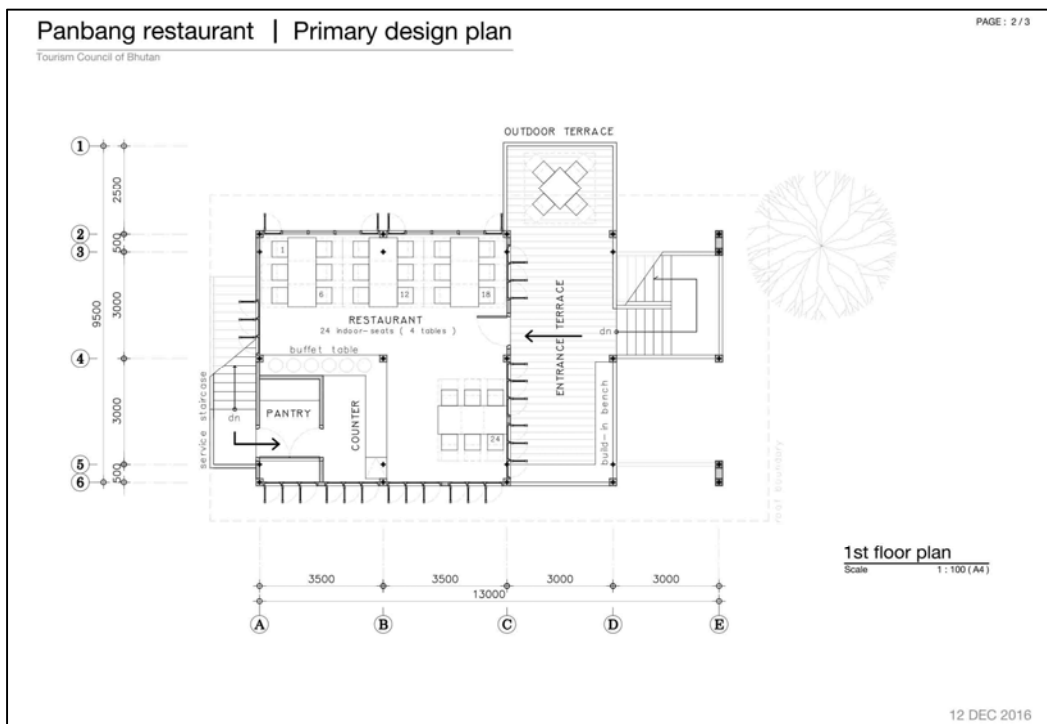 Panbang restaurant | Primary design plan
PAGE : 2 / 3
Tourism Council of Bhutan
OUTDOOR TERRACE
1
2500
2
500
3
1
6
12
18
3000
9500
RESTAURANT
24 indoor-seats ( 4 tables )
ENTRANCE TERRACE
dn
4
buffet table
service staircase
3000
PANTRY
COUNTER
dn
build-in bench
24
5
500
6
roof boundary
1st floor plan
Scale 1 : 100 ( A4 )
3500 3500 3000 3000
13000
A B C D E
12 DEC 2016